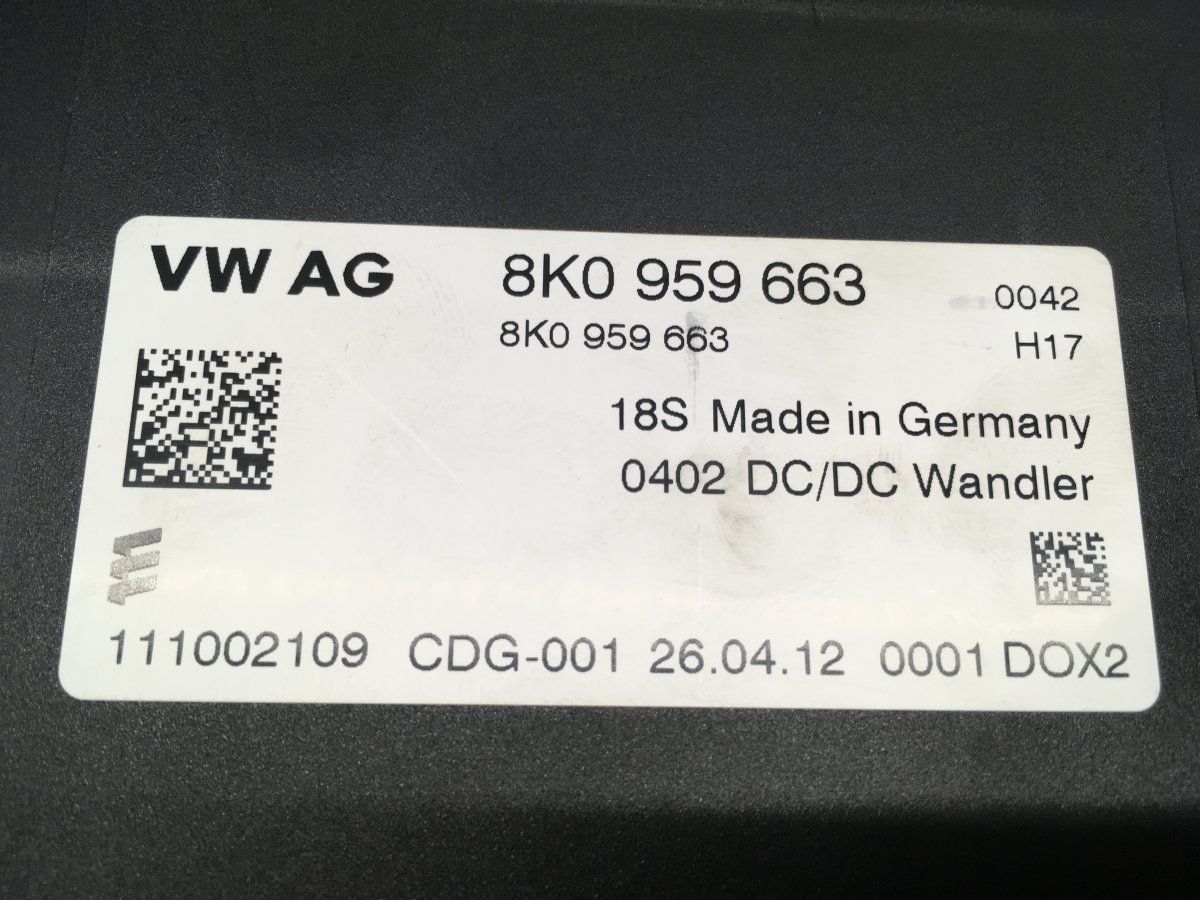 VW AG 8K0 959 663 0042
8K0 959 663 H17
18S Made in Germany
0402 DC/DC Wandler
111002109 CDG-001 26.04.12 0001 DOX2